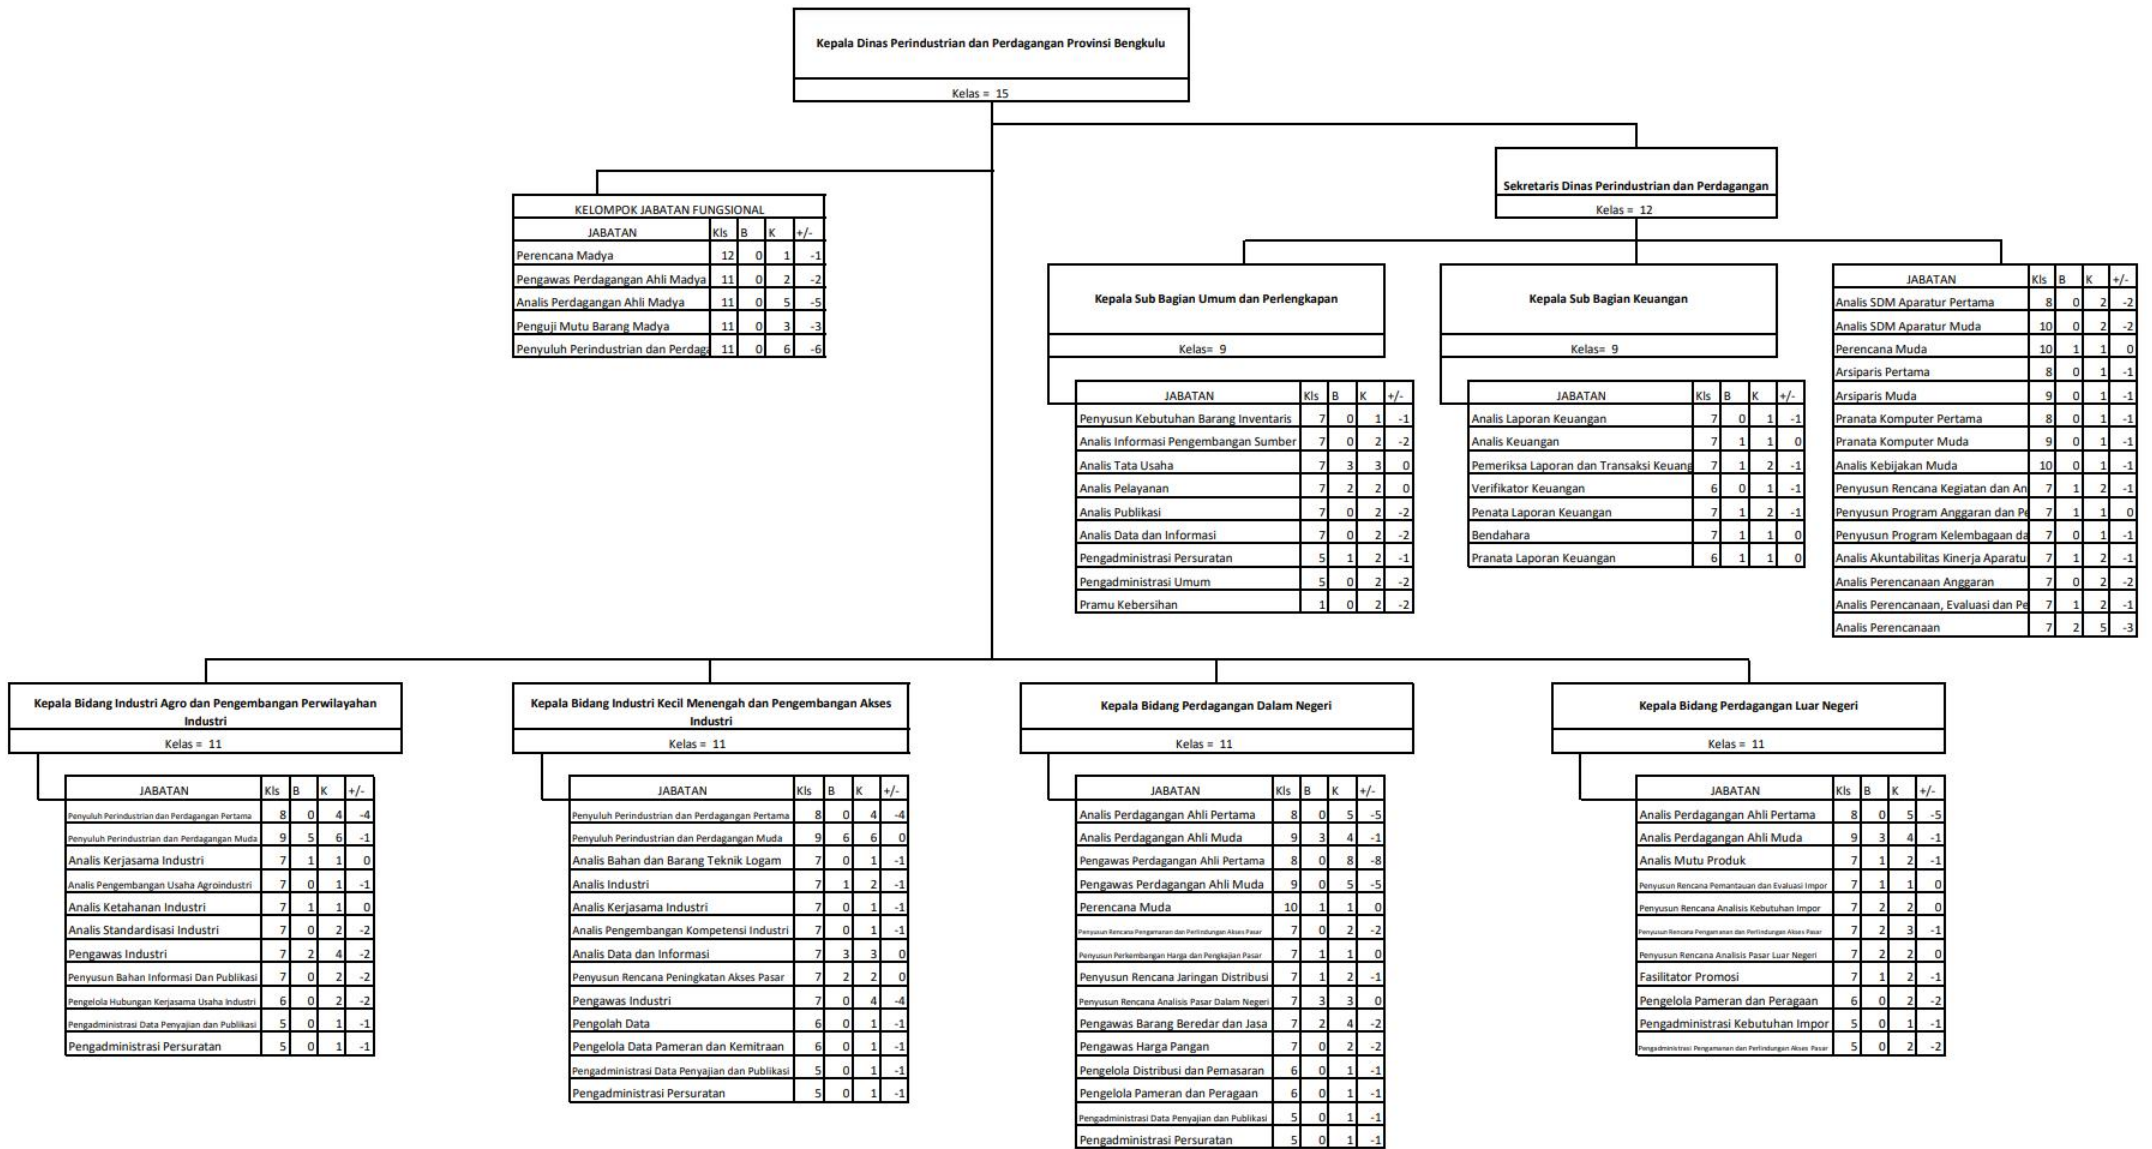 Kepala Dinas Perindustrian dan Perdagangan Provinsi Bengkulu
Kelas = 15
Sekretaris Dinas Perindustrian dan Perdagangan
Kelas = 12
KELOMPOK JABATAN FUNGSIONAL
JABATAN Kls B K +/-
Perencana Madya 12 0 1 -1
Pengawas Perdagangan Ahli Madya 11 0 2 -2
Analis Perdagangan Ahli Madya 11 0 5 -5
Penguji Mutu Barang Madya 11 0 3 -3
Penyuluh Perindustrian dan Perdaga 11 0 6 -6
Kepala Sub Bagian Umum dan Perlengkapan
Kelas= 9
JABATAN Kls B K +/-
Penyusun Kebutuhan Barang Inventaris 7 0 1 -1
Analis Informasi Pengembangan Sumber 7 0 2 -2
Analis Tata Usaha 7 3 3 0
Analis Pelayanan 7 2 2 0
Analis Publikasi 7 0 2 -2
Analis Data dan Informasi 7 0 2 -2
Pengadministrasi Persuratan 5 1 2 -1
Pengadministrasi Umum 5 0 2 -2
Pramu Kebersihan 1 0 2 -2
Kepala Sub Bagian Keuangan
Kelas= 9
JABATAN Kls B K +/-
Analis Laporan Keuangan 7 0 1 -1
Analis Keuangan 7 1 1 0
Pemeriksa Laporan dan Transaksi Keuang 7 1 2 -1
Verifikator Keuangan 6 0 1 -1
Penata Laporan Keuangan 7 1 2 -1
Bendahara 7 1 1 0
Pranata Laporan Keuangan 6 1 1 0
JABATAN Kls B K +/-
Analis SDM Aparatur Pertama 8 0 2 -2
Analis SDM Aparatur Muda 10 0 2 -2
Perencana Muda 10 1 1 0
Arsiparis Pertama 8 0 1 -1
Arsiparis Muda 9 0 1 -1
Pranata Komputer Pertama 8 0 1 -1
Pranata Komputer Muda 9 0 1 -1
Analis Kebijakan Muda 10 0 1 -1
Penyusun Rencana Kegiatan dan An 7 1 2 -1
Penyusun Program Anggaran dan Pe 7 1 1 0
Penyusun Program Kelembagaan da 7 0 1 -1
Analis Akuntabilitas Kinerja Aparatu 7 1 2 -1
Analis Perencanaan Anggaran 7 0 2 -2
Analis Perencanaan, Evaluasi dan Pe 7 1 2 -1
Analis Perencanaan 7 2 5 -3
Kepala Bidang Industri Agro dan Pengembangan Perwilayahan
Industri
Kelas = 11
JABATAN Kls B K +/-
Penyuluh Perindustrian dan Perdagangan Pertama 8 0 4 -4
Penyuluh Perindustrian dan Perdagangan Muda 9 5 6 -1
Analis Kerjasama Industri 7 1 1 0
Analis Pengembangan Usaha Agroindustri 7 0 1 -1
Analis Ketahanan Industri 7 1 1 0
Analis Standardisasi Industri 7 0 2 -2
Pengawas Industri 7 2 4 -2
Penyusun Bahan Informasi Dan Publikasi 7 0 2 -2
Pengelola Hubungan Kerjasama Usaha Industri 6 0 2 -2
Pengadministrasi Data Penyajian dan Publikasi 5 0 1 -1
Pengadministrasi Persuratan 5 0 1 -1
Kepala Bidang Industri Kecil Menengah dan Pengembangan Akses
Industri
Kelas = 11
JABATAN Kls B K +/-
Penyuluh Perindustrian dan Perdagangan Pertama 8 0 4 -4
Penyuluh Perindustrian dan Perdagangan Muda 9 6 6 0
Analis Bahan dan Barang Teknik Logam 7 0 1 -1
Analis Industri 7 1 2 -1
Analis Kerjasama Industri 7 0 1 -1
Analis Pengembangan Kompetensi Industri 7 0 1 -1
Analis Data dan Informasi 7 3 3 0
Penyusun Rencana Peningkatan Akses Pasar 7 2 2 0
Pengawas Industri 7 0 4 -4
Pengolah Data 6 0 1 -1
Pengelola Data Pameran dan Kemitraan 6 0 1 -1
Pengadministrasi Data Penyajian dan Publikasi 5 0 1 -1
Pengadministrasi Persuratan 5 0 1 -1
Kepala Bidang Perdagangan Dalam Negeri
Kelas = 11
JABATAN Kls B K +/-
Analis Perdagangan Ahli Pertama 8 0 5 -5
Analis Perdagangan Ahli Muda 9 3 4 -1
Pengawas Perdagangan Ahli Pertama 8 0 8 -8
Pengawas Perdagangan Ahli Muda 9 0 5 -5
Perencana Muda 10 1 1 0
Penyusun Rencana Pengamanan dan Perlindungan Akses Pasar 7 0 2 -2
Penyusun Perkembangan Harga dan Pengkajian Pasar 7 1 1 0
Penyusun Rencana Jaringan Distribusi 7 1 2 -1
Penyusun Rencana Analisis Pasar Dalam Negeri 7 3 3 0
Pengawas Barang Beredar dan Jasa 7 2 4 -2
Pengawas Harga Pangan 7 0 2 -2
Pengelola Distribusi dan Pemasaran 6 0 1 -1
Pengelola Pameran dan Peragaan 6 0 1 -1
Pengadministrasi Data Penyajian dan Publikasi 5 0 1 -1
Pengadministrasi Persuratan 5 0 1 -1
Kepala Bidang Perdagangan Luar Negeri
Kelas = 11
JABATAN Kls B K +/-
Analis Perdagangan Ahli Pertama 8 0 5 -5
Analis Perdagangan Ahli Muda 9 3 4 -1
Analis Mutu Produk 7 1 2 -1
Penyusun Rencana Pemantauan dan Evaluasi Impor 7 1 1 0
Penyusun Rencana Analisis Kebutuhan Impor 7 2 2 0
Penyusun Rencana Pengamanan dan Perlindungan Akses Pasar 7 2 3 -1
Penyusun Rencana Analisis Pasar Luar Negeri 7 2 2 0
Fasilitator Promosi 7 1 2 -1
Pengelola Pameran dan Peragaan 6 0 2 -2
Pengadministrasi Kebutuhan Impor 5 0 1 -1
Pengadministrasi Pengamanan dan Perlindungan Akses Pasar 5 0 2 -2